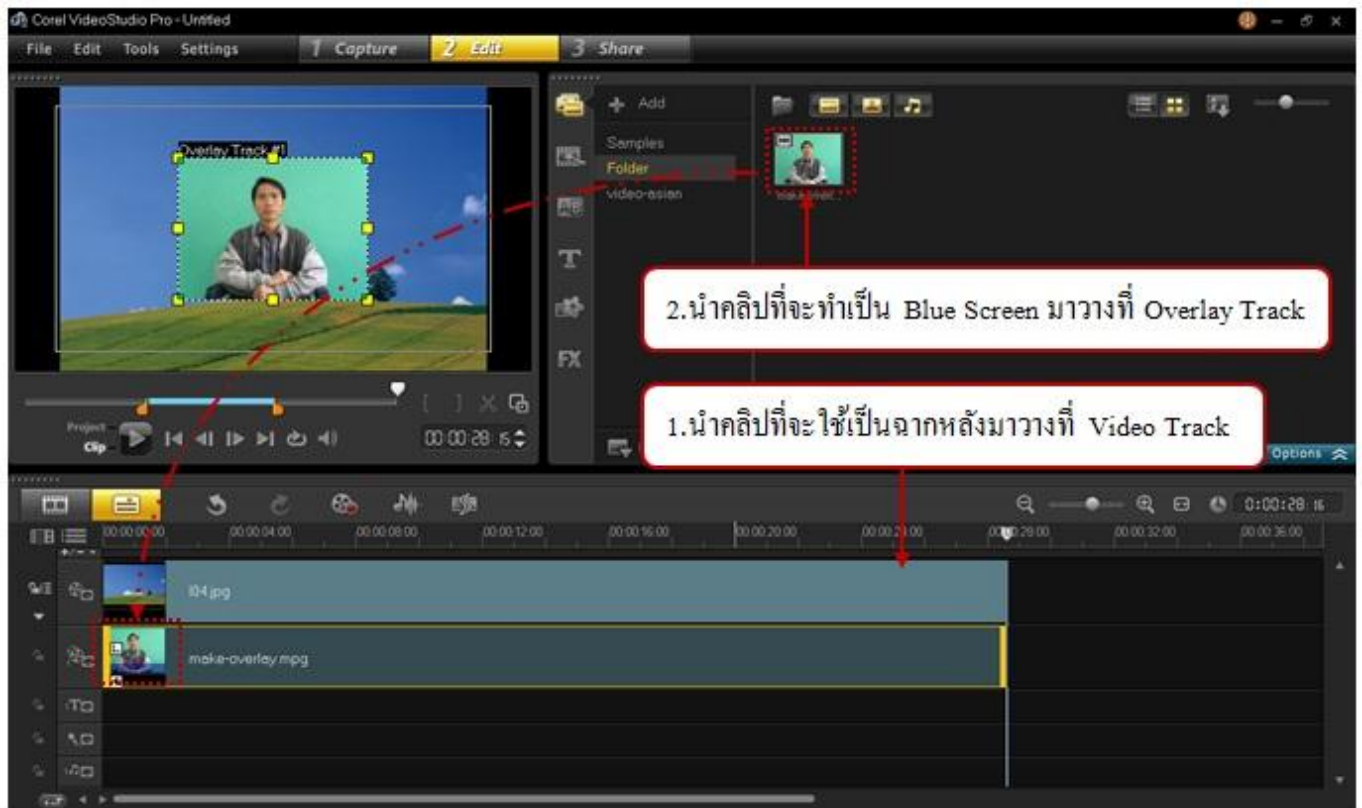 Corel VideoStudio Pro - Untitled
File Edit Tools Settings 1 Capture 2 Edit 3 Share
Add
Samples
Folder
video-asian
Overlay Track #1
T
AB
FX
2.นำคลิปที่จะทำเป็น Blue Screen มาวางที่ Overlay Track
1.นำคลิปที่จะใช้เป็นฉากหลังมาวางที่ Video Track
Project
Clip
00:00:28:15
Options
0:00:28:16
00:00:00:00 00:00:04:00 00:00:08:00 00:00:12:00 00:00:16:00 00:00:20:00 00:00:32:00 00:00:36:00
I04.jpg
make-overlay.mpg